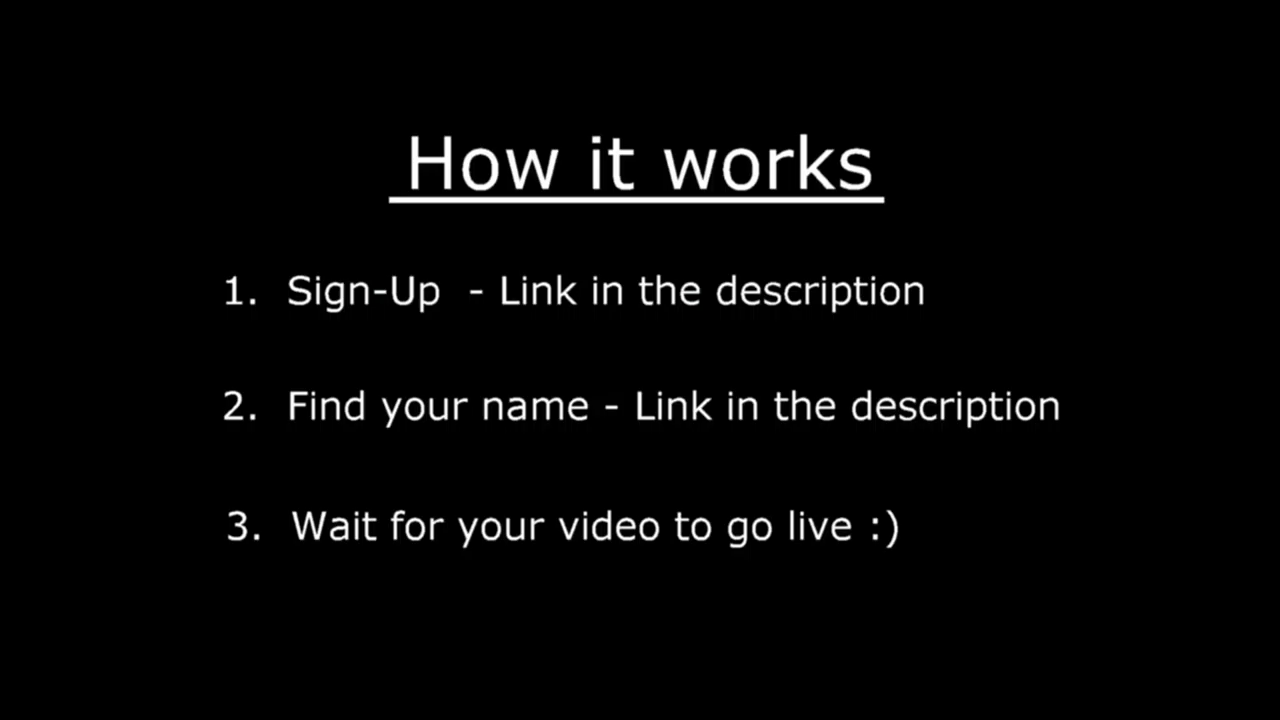 How it works
1. Sign-Up - Link in the description
2. Find your name - Link in the description
3. Wait for your video to go live :)